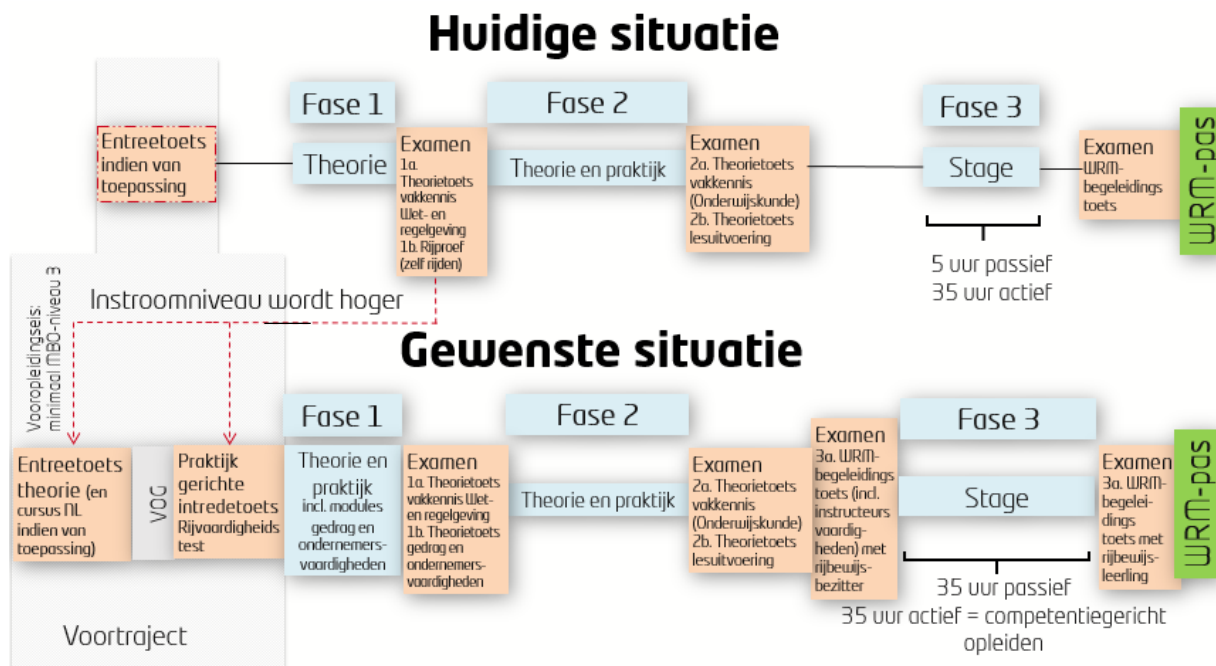 Huidige situatie
Entreetoets
indien van
toepassing
Fase 1
Theorie
Examen
1a.
Theorietoets
vakkennis
Wet- en
regelgeving
1b. Rijproef
(zelf rijden)
Fase 2
Theorie en praktijk
Examen
2a. Theorietoets
vakkennis
(Onderwijskunde)
2b. Theorietoets
lesuitvoering
Fase 3
Stage
5 uur passief
35 uur actief
Examen
WRM-
begeleidings
toets
WRM-pas
Vooropleidingseis:
minimaal MBO-niveau 3
Instroomniveau wordt hoger
Gewenste situatie
Entreetoets
theorie (en
cursus NL
indien van
toepassing)
VOG
Praktijk
gerichte
intredetoets
Rijvaardigheids
test
Voortraject
Fase 1
Theorie en
praktijk
incl. modules
gedrag en
ondernemers-
vaardigheden
Examen
1a. Theorietoets
vakkennis Wet-
en regelgeving
1b. Theorietoets
gedrag en
ondernemers-
vaardigheden
Fase 2
Theorie en praktijk
Examen
2a. Theorietoets
vakkennis
(Onderwijskunde)
2b. Theorietoets
lesuitvoering
Examen
3a. WRM-
begeleidings
toets (incl.
instructeurs
vaardig-
heden) met
rijbewijs-
bezitter
Fase 3
Stage
35 uur passief
35 uur actief = competentiegericht
opleiden
Examen
3a. WRM-
begelei-
dings
toets met
rijbewijs-
leerling
WRM-pas